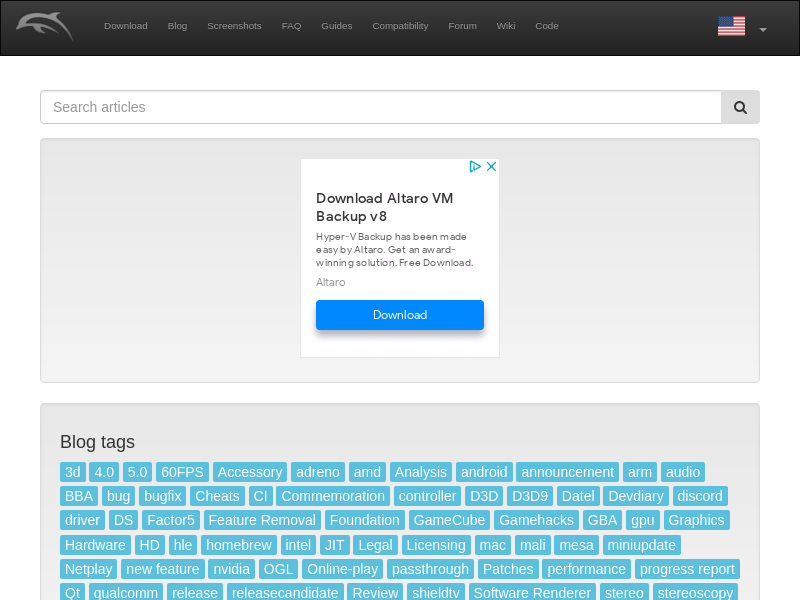 Download Blog Screenshots FAQ Guides Compatibility Forum Wiki Code
Search articles
Download Altaro VM
Backup v8
Hyper-V Backup has been made
easy by Altaro. Get an award-
winning solution. Free Download.
Altaro
Download
Blog tags
3d 4.0 5.0 60FPS Accessory adreno amd Analysis android announcement arm audio
BBA bug bugfix Cheats CI Commemoration controller D3D D3D9 Datel Devdiary discord
driver DS Factor5 Feature Removal Foundation GameCube Gamehacks GBA gpu Graphics
Hardware HD hle homebrew intel JIT Legal Licensing mac mali mesa miniupdate
Netplay new feature nvidia OGL Online-play passthrough Patches performance progress report
Qt qualcomm release releasecandidate Review shieldtv Software Renderer stereo stereoscopy